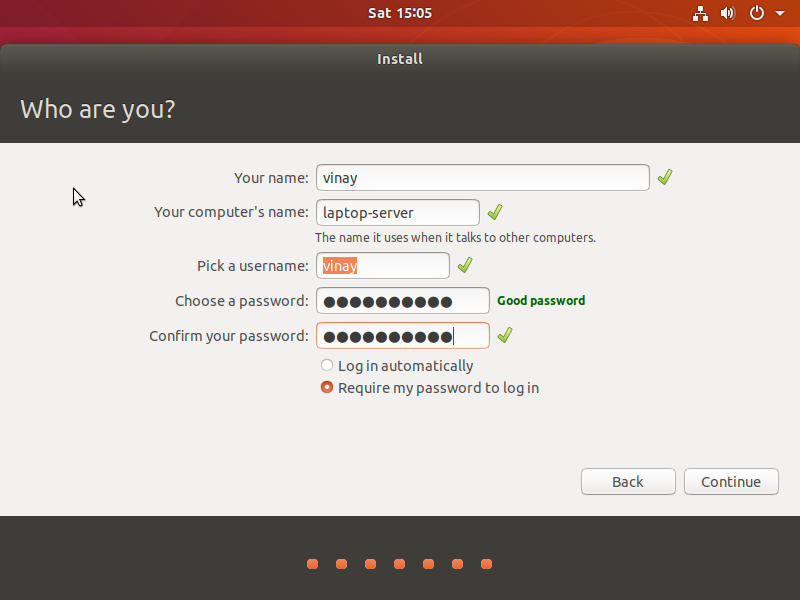 Sat 15:05
Install
Who are you?
Your name: vinay
Your computer's name: laptop-server
The name it uses when it talks to other computers.
Pick a username: vinay
Choose a password: ●●●●●●●●●● Good password
Confirm your password: ●●●●●●●●●●
Log in automatically
Require my password to log in
Back Continue